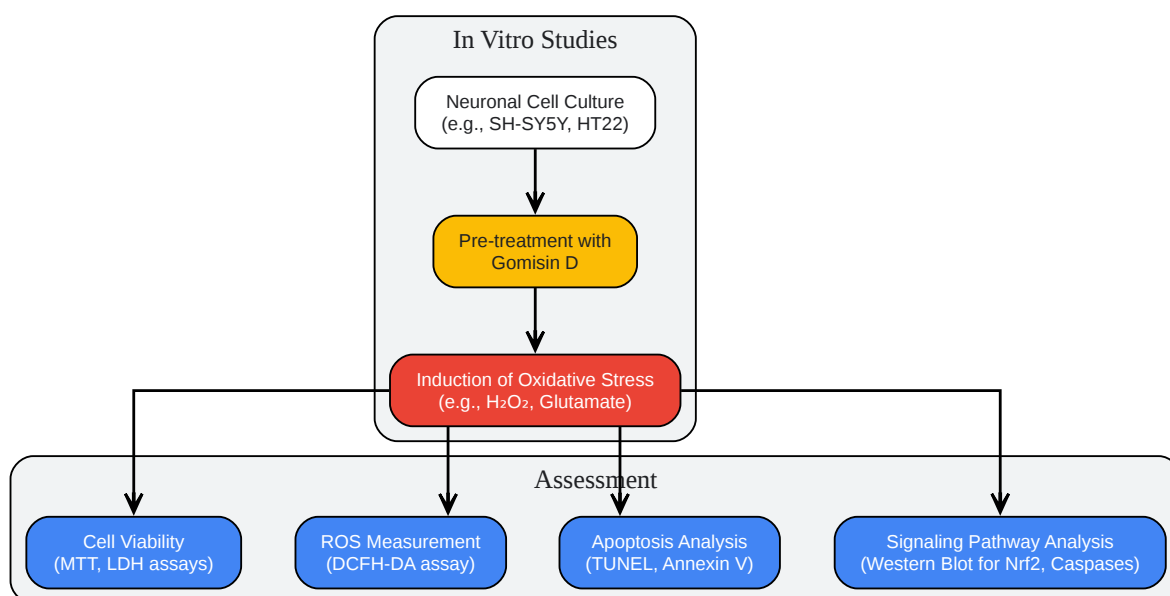 In Vitro Studies
Neuronal Cell Culture
(e.g., SH-SY5Y, HT22)
Pre-treatment with
Gomisin D
Induction of Oxidative Stress
(e.g., H₂O₂, Glutamate)
Assessment
Cell Viability
(MTT, LDH assays)
ROS Measurement
(DCFH-DA assay)
Apoptosis Analysis
(TUNEL, Annexin V)
Signaling Pathway Analysis
(Western Blot for Nrf2, Caspases)